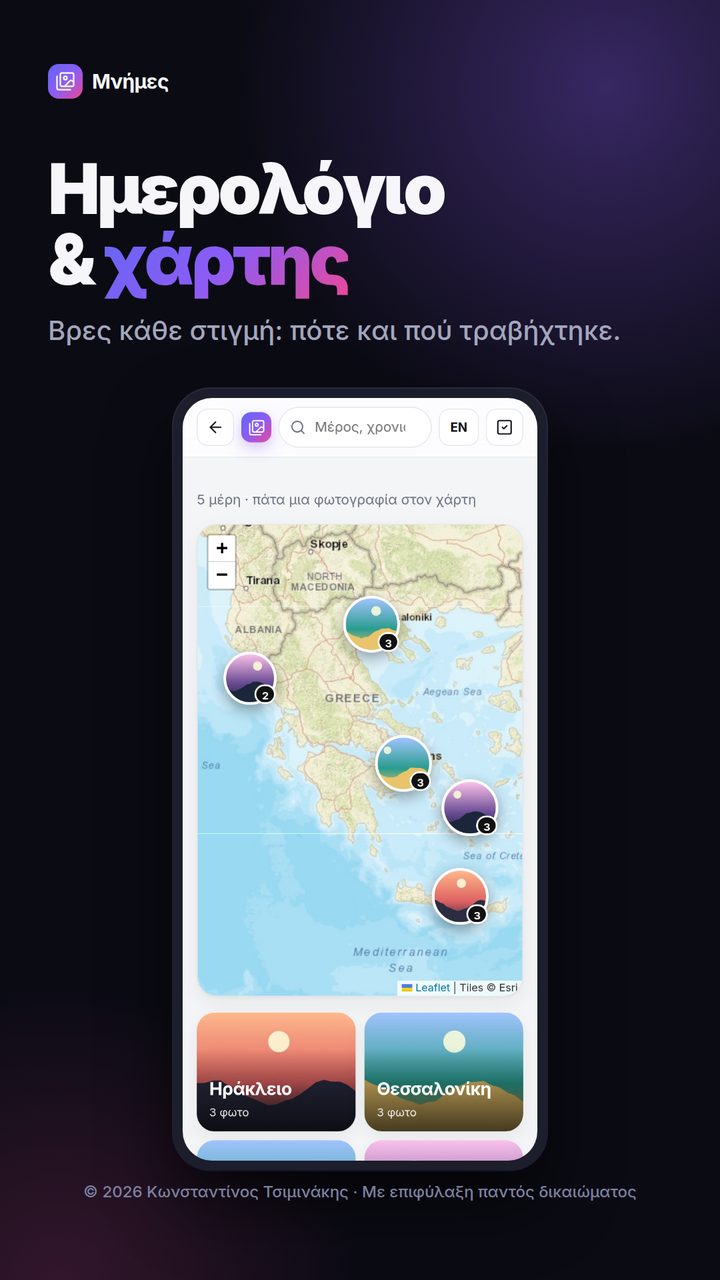 Μνήμες
Ημερολόγιο
& χάρτης
Βρες κάθε στιγμή: πότε και πού τραβήχτηκε.
Μέρος, χρονι
EN
5 μέρη · πάτα μια φωτογραφία στον χάρτη
+
−
Skopje
Tirana
NORTH
MACEDONIA
ALBANIA
aloniki
3
2
GREECE
Aegean Sea
ns
Sea
3
3
Sea of Crete
3
Mediterranean
Sea
Leaflet | Tiles © Esri
Ηράκλειο
3 φωτο
Θεσσαλονίκη
3 φωτο
© 2026 Κωνσταντίνος Τσιμινάκης · Με επιφύλαξη παντός δικαιώματος